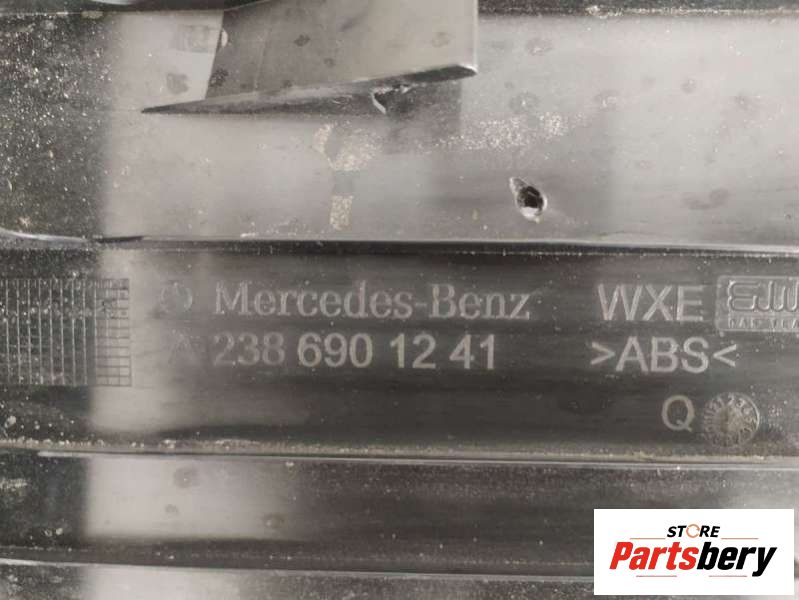 Mercedes-Benz WXE
A 238 690 12 41 >ABS<
Q
STORE
Partsbery